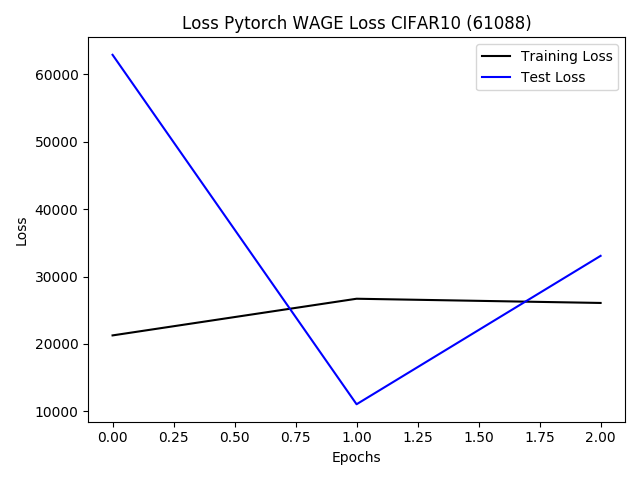 Loss Pytorch WAGE Loss CIFAR10 (61088)
Training Loss
Test Loss
60000
50000
40000
30000
20000
10000
Loss
0.00 0.25 0.50 0.75 1.00 1.25 1.50 1.75 2.00
Epochs